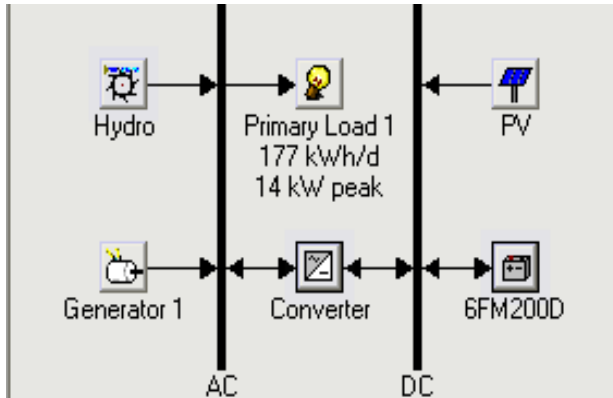 Hydro
Primary Load 1
177 kWh/d
14 kW peak
PV
Generator 1
Converter
6FM200D
AC
DC